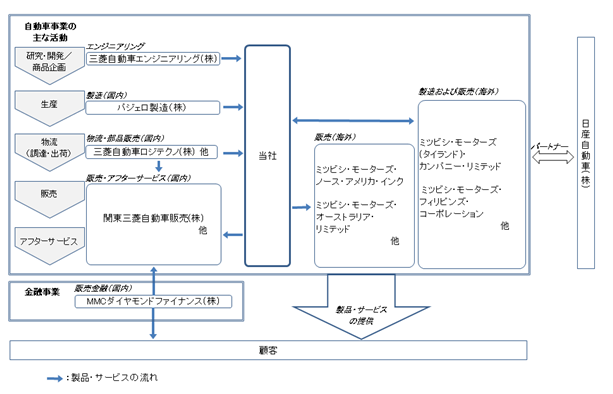 自動車事業の
主な活動
研究・開発／
商品企画
エンジニアリング
三菱自動車エンジニアリング(株)
生産
製造(国内)
パジェロ製造(株)
物流
(調達・出荷)
物流・部品販売(国内)
三菱自動車ロジテクノ(株) 他
販売
アフターサービス
販売・アフターサービス(国内)
関東三菱自動車販売(株)
他
当社
販売(海外)
ミツビシ・モーターズ・
ノース・アメリカ・インク
ミツビシ・モーターズ・
オーストラリア・
リミテッド
他
製造および販売(海外)
ミツビシ・モーターズ
(タイランド)・
カンパニー・リミテッド
ミツビシ・モーターズ・
フィリピンズ・
コーポレーション
他
パートナー
日産自動車(株)
金融事業
販売金融(国内)
MMCダイヤモンドファイナンス(株)
製品・サービス
の提供
顧客
：製品・サービスの流れ